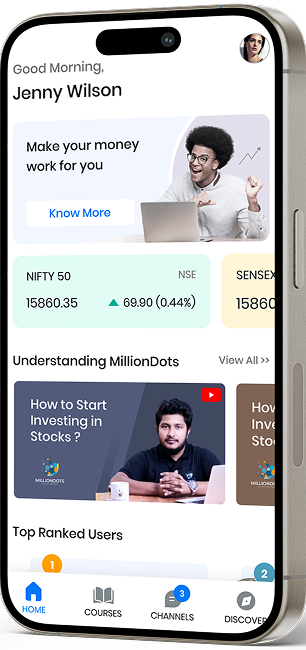 Good Morning,
Jenny Wilson
Make your money
work for you
Know More
NIFTY 50
NSE
15860.35
69.90 (0.44%)
SENSEX
15860
Understanding MillionDots
View All >>
How to Start
Investing in
Stocks ?
MILLIONDOTS
How
Inve
Sto
MILLIONDOTS
Top Ranked Users
1
2
HOME
COURSES
3
CHANNELS
DISCOVER